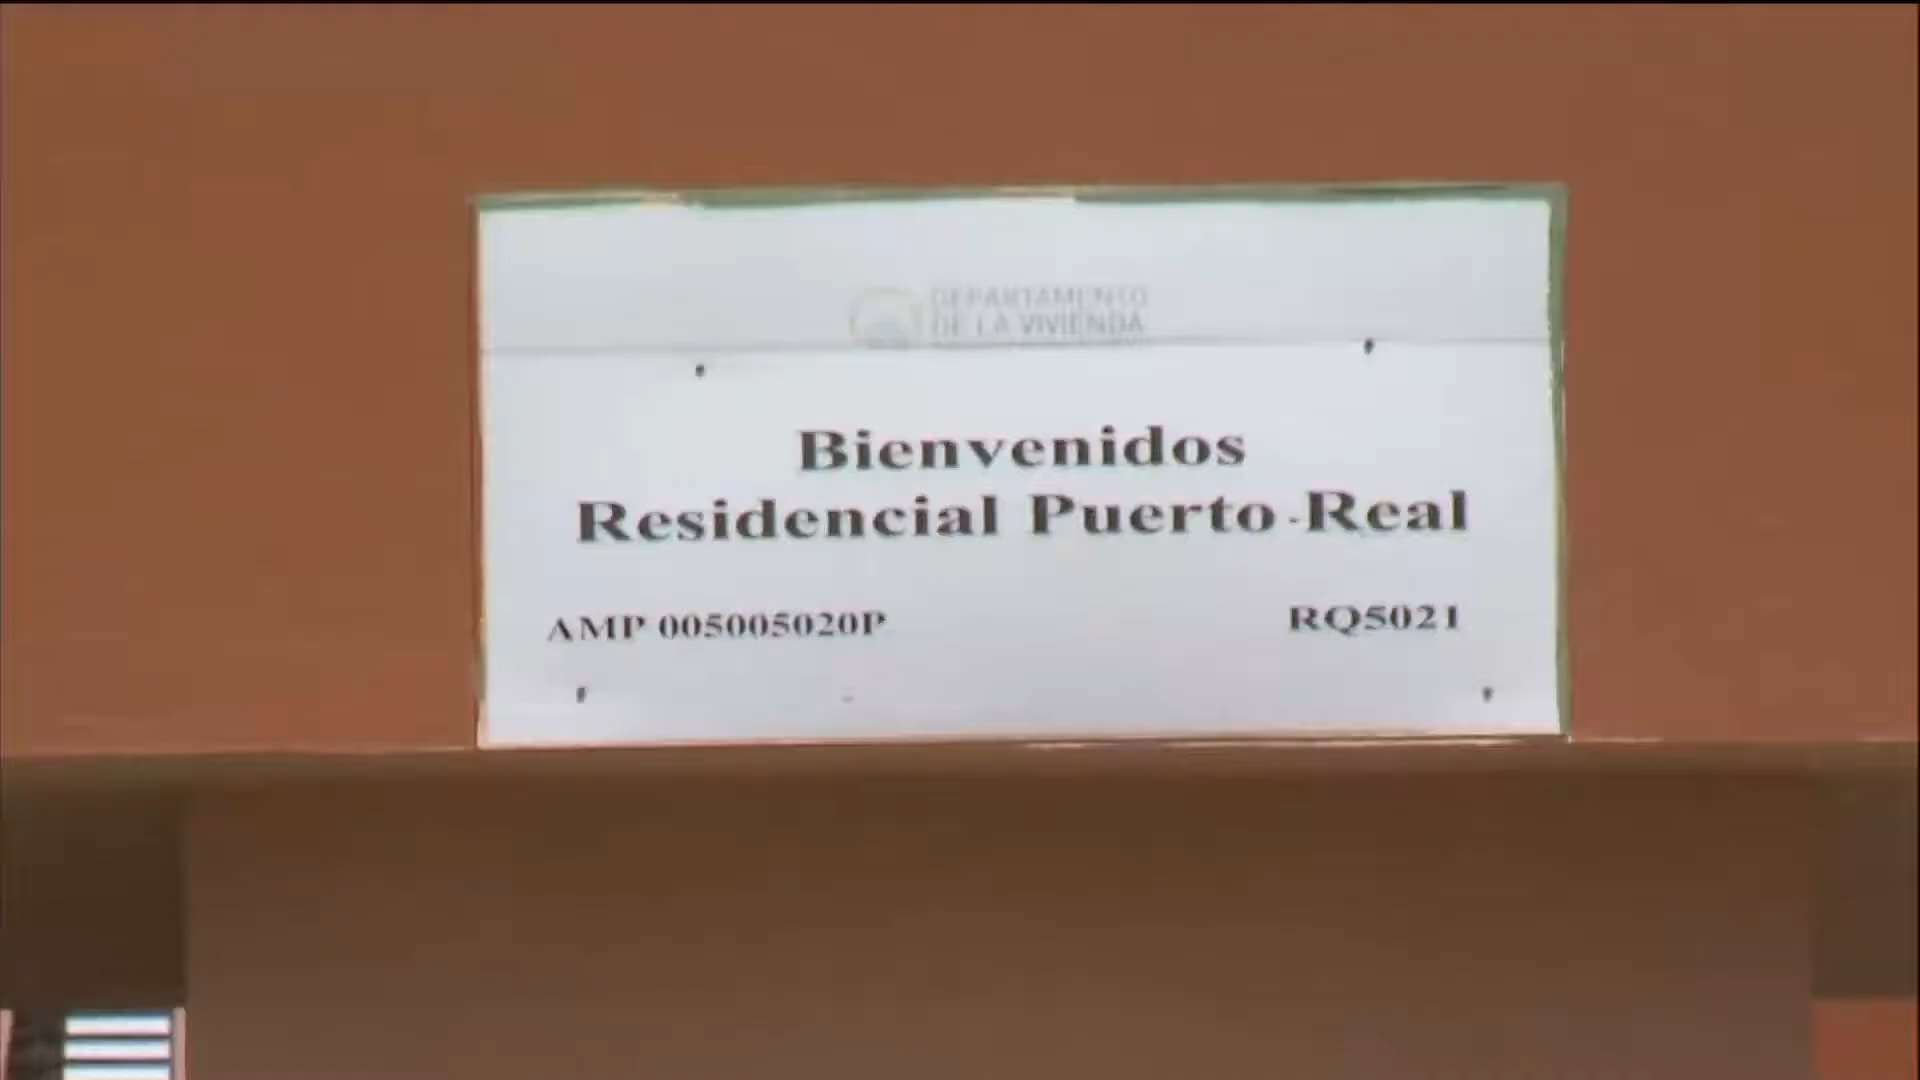 DEPARTAMENTO
DE LA VIVIENDA
Bienvenidos
Residencial Puerto Real
AMP 005005020P
RQ5021